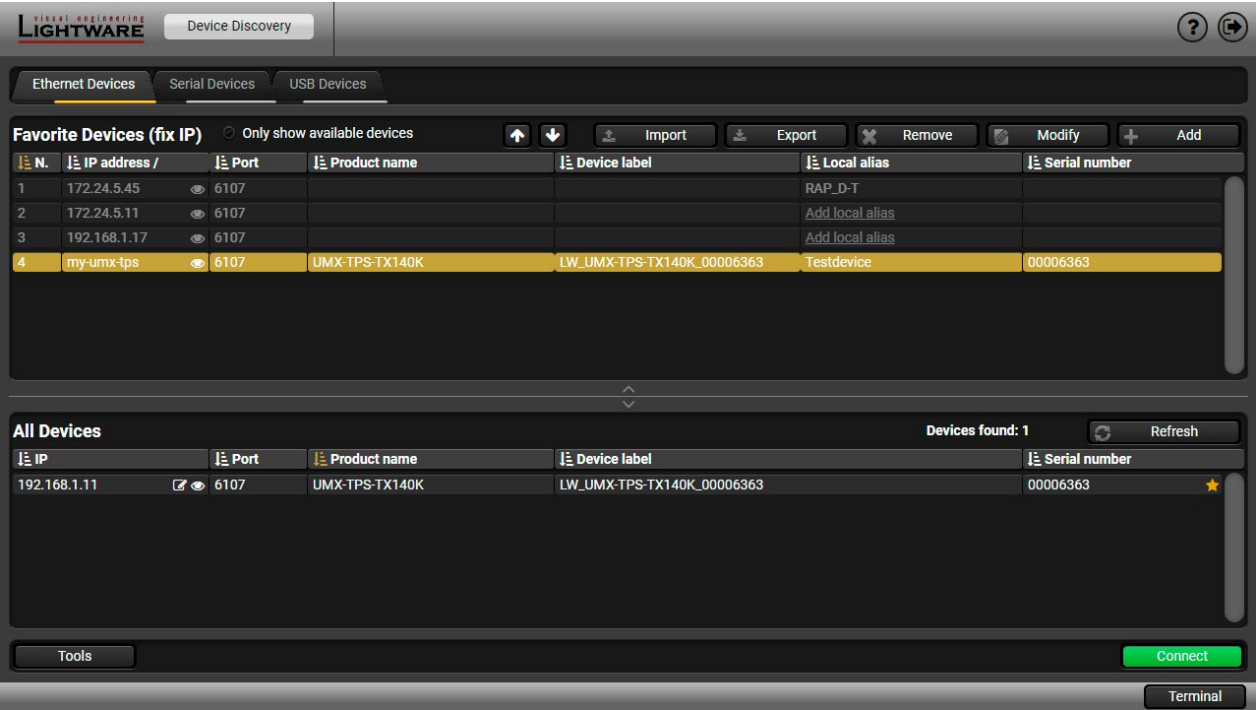 visual engineering
LIGHTWARE
Device Discovery
?
Ethernet Devices Serial Devices USB Devices
Favorite Devices (fix IP) Only show available devices Import Export Remove Modify Add
N. IP address / Port Product name Device label Local alias Serial number
1 172.24.5.45 6107 RAP_D-T
2 172.24.5.11 6107 Add local alias
3 192.168.1.17 6107 Add local alias
4 my-umx-tps 6107 UMX-TPS-TX140K LW_UMX-TPS-TX140K_00006363 Testdevice 00006363
All Devices Devices found: 1 Refresh
IP Port Product name Device label Serial number
192.168.1.11 6107 UMX-TPS-TX140K LW_UMX-TPS-TX140K_00006363 00006363
Tools Connect
Terminal